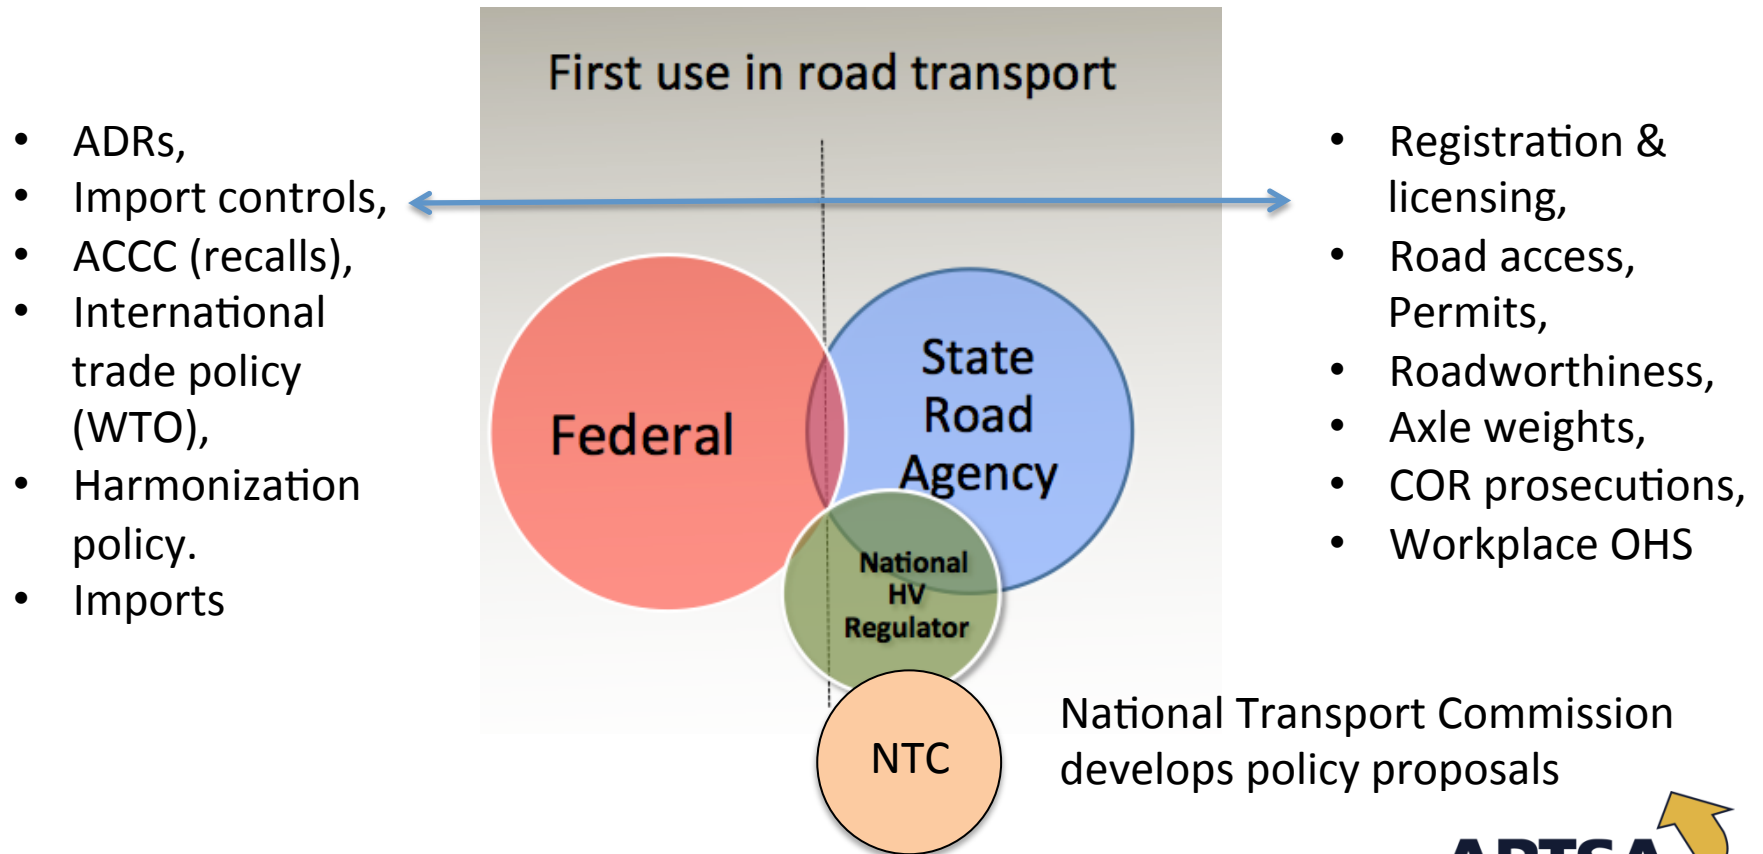 First use in road transport
• ADRs,
• Import controls,
• ACCC (recalls),
• International
trade policy
(WTO),
• Harmonization
policy.
• Imports
Federal
State
Road
Agency
National
HV
Regulator
NTC
• Registration &
licensing,
• Road access,
Permits,
• Roadworthiness,
• Axle weights,
• COR prosecutions,
• Workplace OHS
National Transport Commission
develops policy proposals
ARTSA